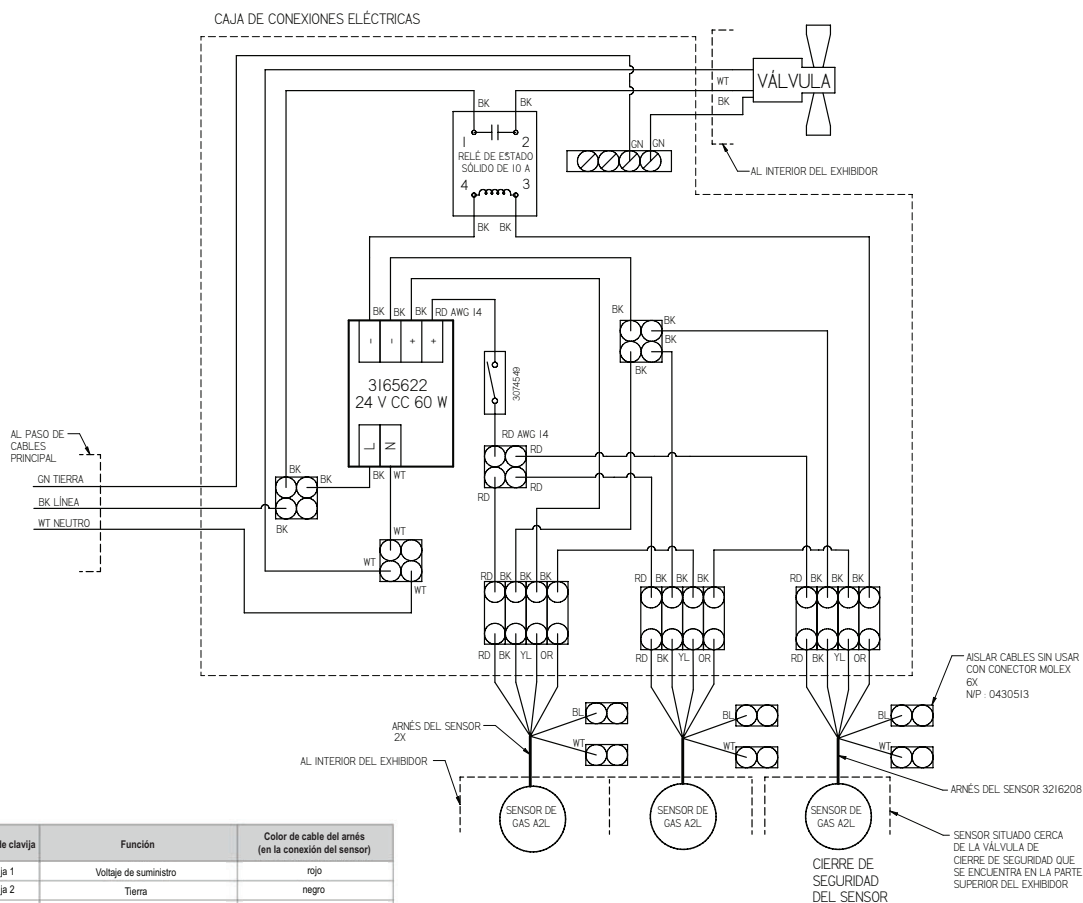 CAJA DE CONEXIONES ELÉCTRICAS
WT
BK
VÁLVULA
AL INTERIOR DEL EXHIBIDOR
BK
BK
1
2
RELÉ DE ESTADO
SÓLIDO DE 10 A
4
3
GN
GN
BK
BK
BK
BK
BK
RD AWG 14
-
-
+
+
3165622
24 V CC 60 W
L
N
3074549
BK
BK
BK
BK
RD AWG 14
RD
RD
RD
AL PASO DE
CABLES
PRINCIPAL
GN TIERRA
BK LÍNEA
WT NEUTRO
BK
BK
BK
BK
WT
WT
WT
WT
RD
BK
BK
BK
RD
BK
BK
BK
RD
BK
BK
BK
RD
BK
YL
OR
RD
BK
YL
OR
RD
BK
YL
OR
AISLAR CABLES SIN USAR
CON CONECTOR MOLEX
6X
N/P : 0430513
BL
WT
BL
WT
BL
WT
ARNÉS DEL SENSOR
2X
AL INTERIOR DEL EXHIBIDOR
ARNÉS DEL SENSOR 3216208
SENSOR DE
GAS A2L
SENSOR DE
GAS A2L
SENSOR DE
GAS A2L
SENSOR SITUADO CERCA
DE LA VÁLVULA DE
CIERRE DE SEGURIDAD QUE
SE ENCUENTRA EN LA PARTE
SUPERIOR DEL EXHIBIDOR
CIERRE DE
SEGURIDAD
DEL SENSOR
de clavija
Función
Color de cable del arnés
(en la conexión del sensor)
ja 1
Voltaje de suministro
rojo
ja 2
Tierra
negro